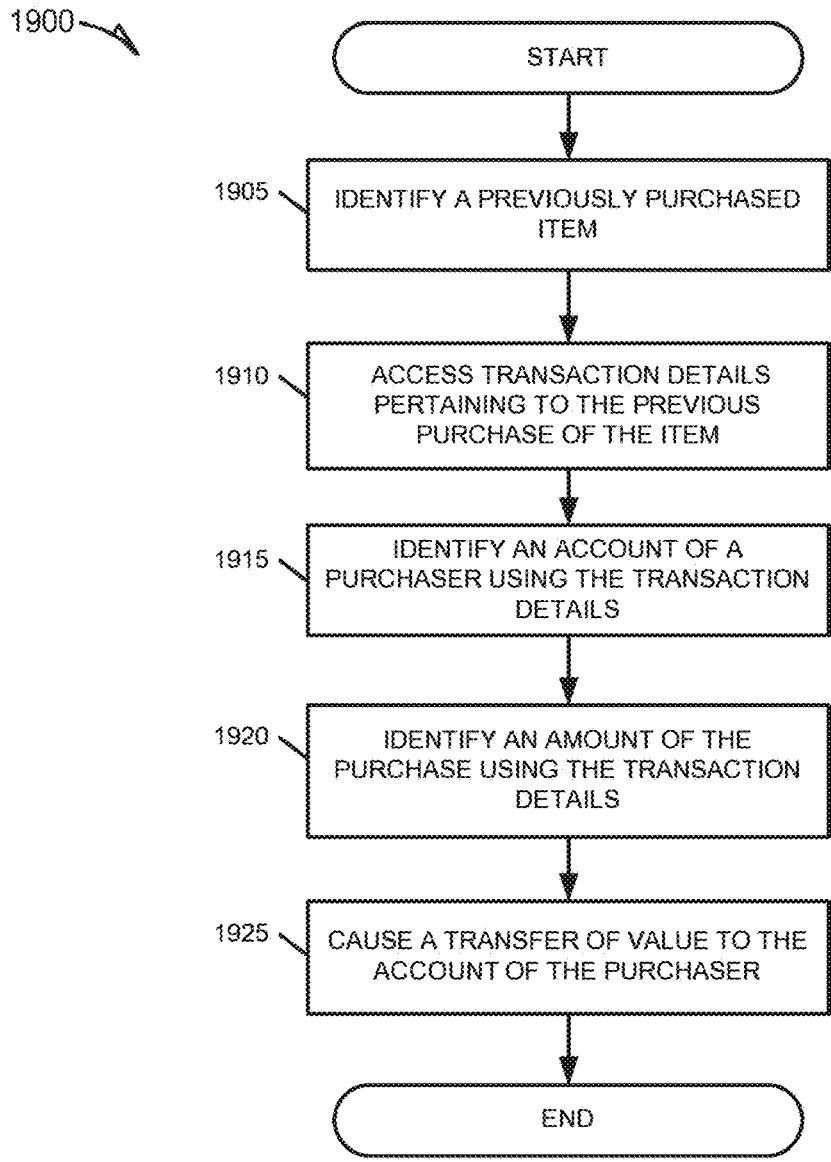 1900
START
1905
IDENTIFY A PREVIOUSLY PURCHASED
ITEM
1910
ACCESS TRANSACTION DETAILS
PERTAINING TO THE PREVIOUS
PURCHASE OF THE ITEM
1915
IDENTIFY AN ACCOUNT OF A
PURCHASER USING THE TRANSACTION
DETAILS
1920
IDENTIFY AN AMOUNT OF THE
PURCHASE USING THE TRANSACTION
DETAILS
1925
CAUSE A TRANSFER OF VALUE TO THE
ACCOUNT OF THE PURCHASER
END